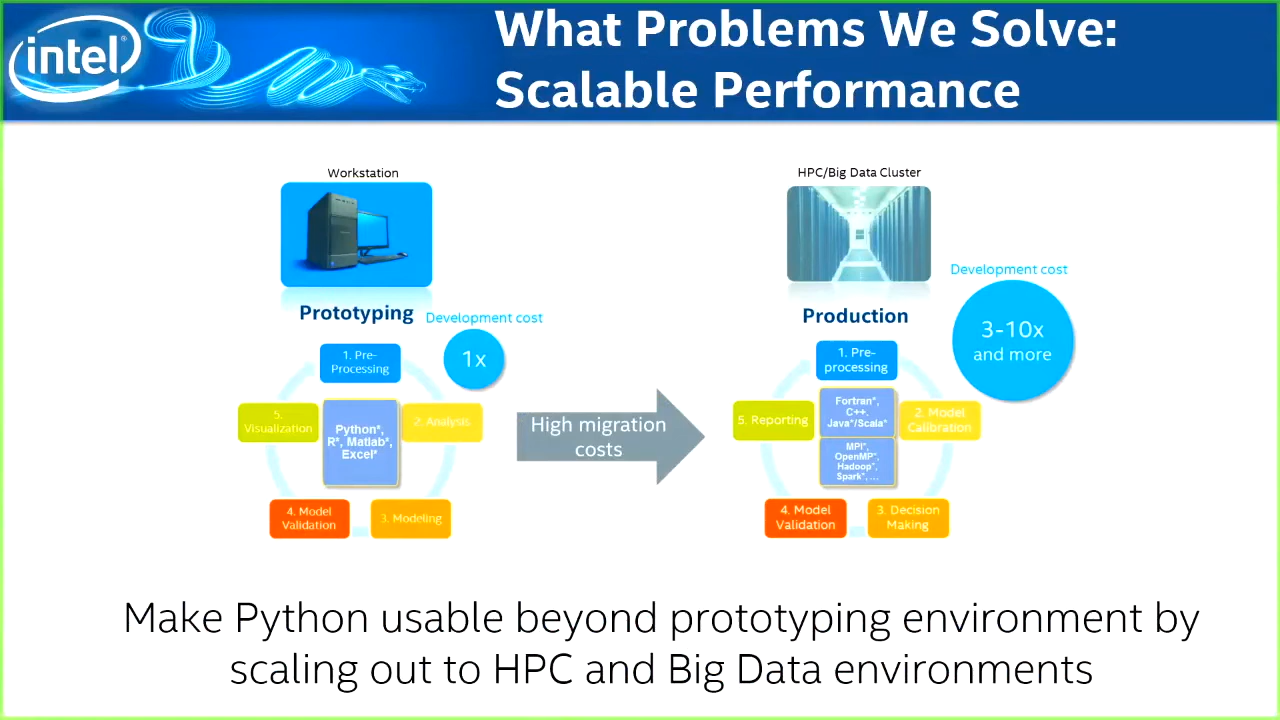 intel®
What Problems We Solve:
Scalable Performance
Workstation
Prototyping
Development cost
1x
1. Pre-
Processing
2. Analysis
3. Modeling
4. Model
Validation
5.
Visualization
Python*,
R*, Matlab*,
Excel*
High migration
costs
HPC/Big Data Cluster
Production
Development cost
3-10x
and more
1. Pre-
processing
2. Model
Calibration
3. Decision
Making
4. Model
Validation
5. Reporting
Fortran*,
C++,
Java*/Scala*
MPI*,
OpenMP*,
Hadoop*,
Spark*, ...
Make Python usable beyond prototyping environment by
scaling out to HPC and Big Data environments